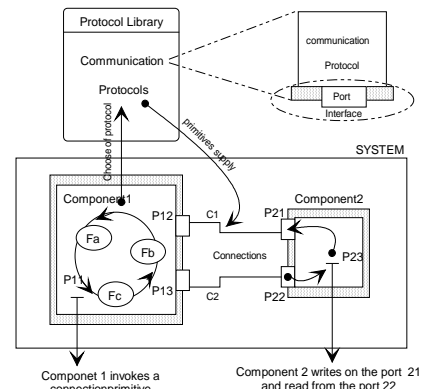 Protocol Library
Communication
Protocols
communication
Protocol
Port
Interface
Choose of protocol
primitives supply
SYSTEM
Component1
Component2
P12
C1
P21
Fa
Fb
Connections
P23
P11
P13
Fc
C2
P22
Componet 1 invokes a
connectionprimitive
Component 2 writes on the port 21
and read from the port 22